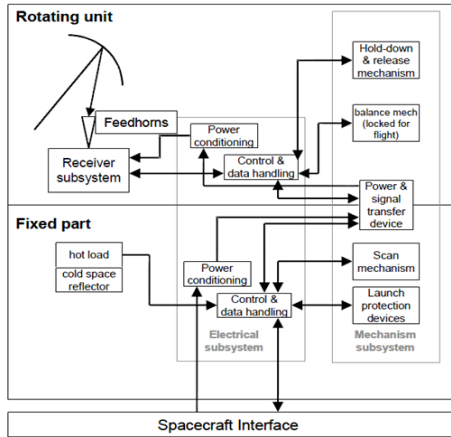 Rotating unit
Hold-down
& release
mechanism
Feedhorns
balance mech
(locked for
flight)
Power
conditioning
Receiver
subsystem
Control &
data handling
Power &
signal
transfer
device
Fixed part
hot load
cold space
reflector
Power
conditioning
Scan
mechanism
Control &
data handling
Launch
protection
devices
Electrical
subsystem
Mechanism
subsystem
Spacecraft Interface